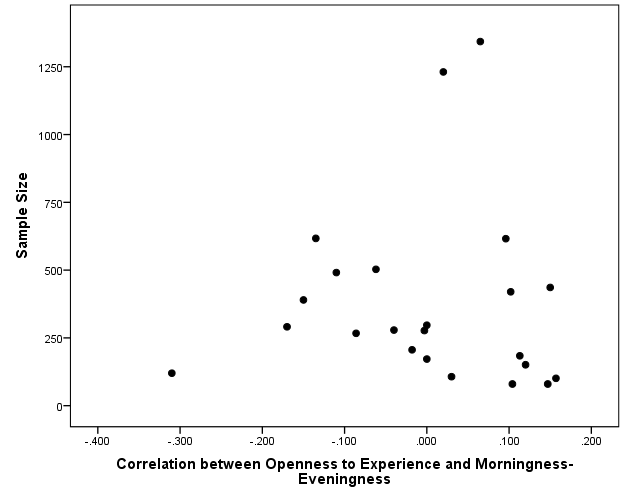 1250
1000
750
500
250
0
Sample Size
-.400 -.300 -.200 -.100 .000 .100 .200
Correlation between Openness to Experience and Morningness-
Eveningness